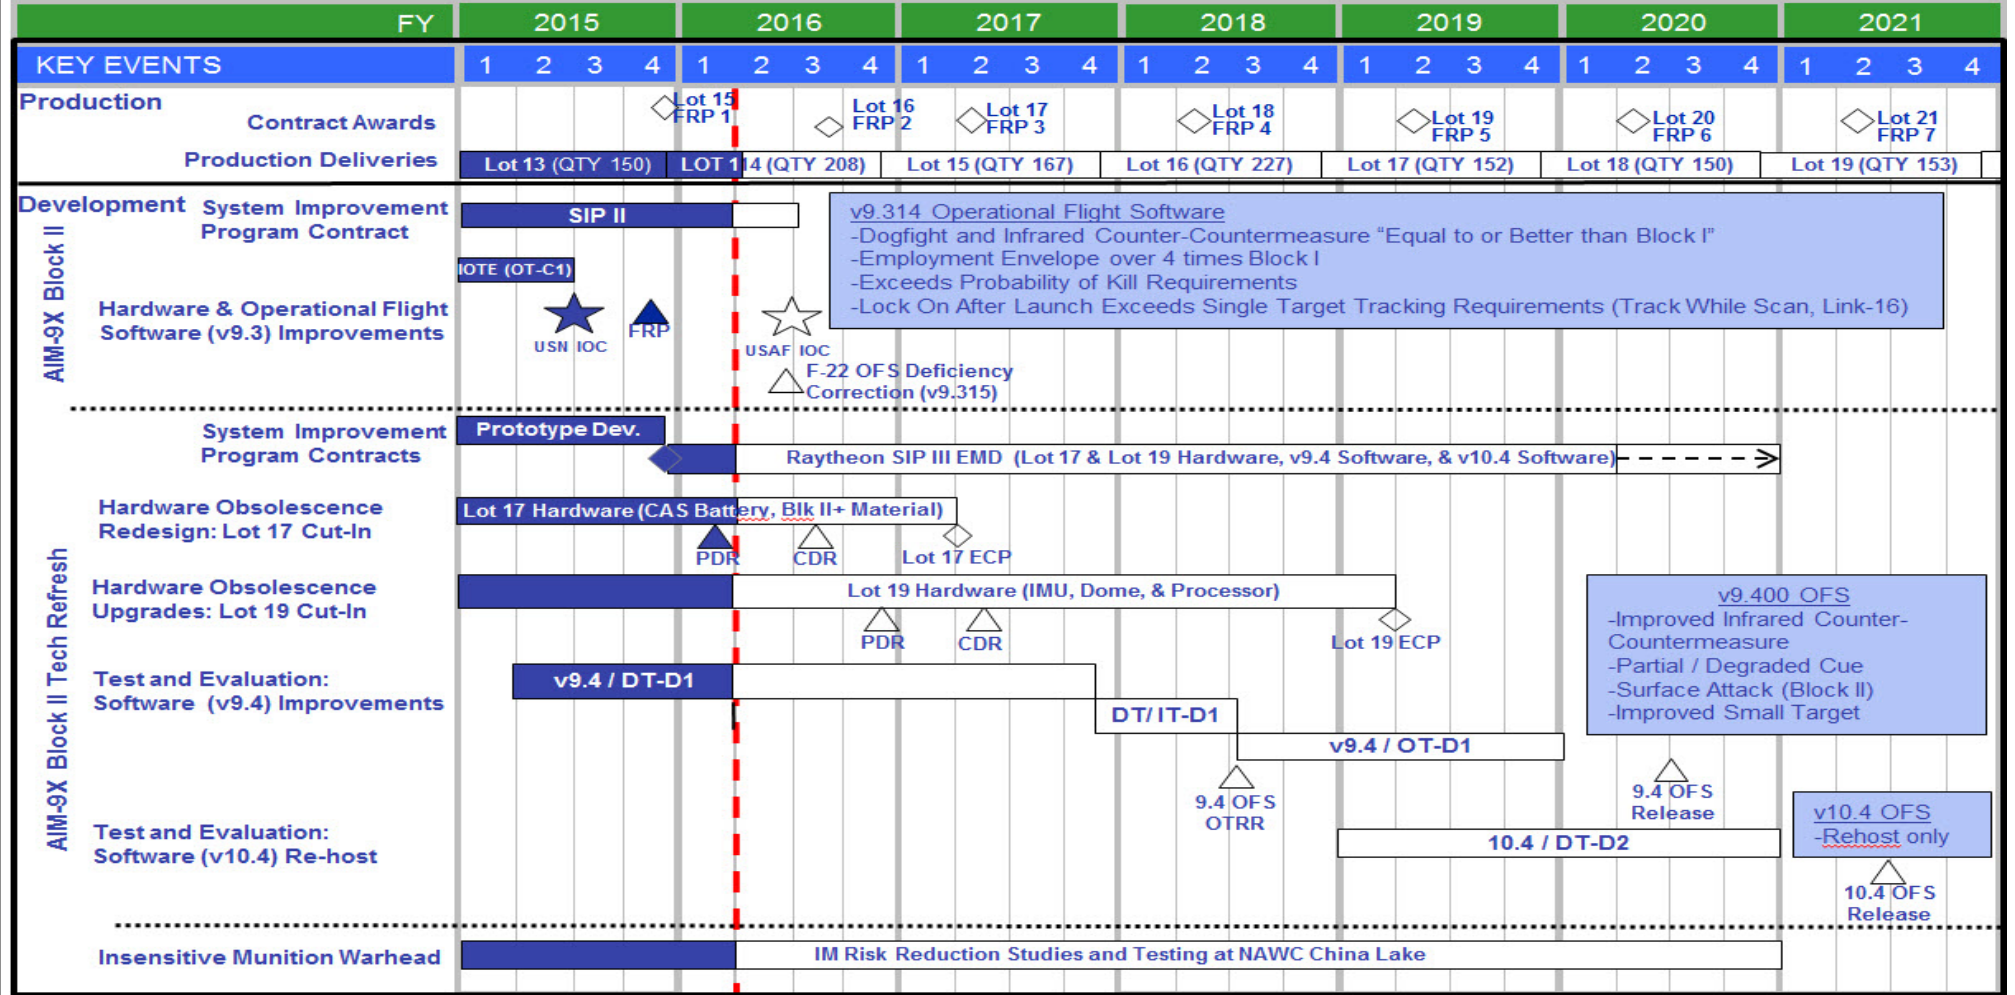 FY 2015 2016 2017 2018 2019 2020 2021
KEY EVENTS 1 2 3 4 1 2 3 4 1 2 3 4 1 2 3 4 1 2 3 4 1 2 3 4 1 2 3 4
Production
Contract Awards
Lot 15
FRP 1
Lot 16
FRP 2
Lot 17
FRP 3
Lot 18
FRP 4
Lot 19
FRP 5
Lot 20
FRP 6
Lot 21
FRP 7
Production Deliveries
Lot 13 (QTY 150)
LOT 114 (QTY 208)
Lot 15 (QTY 167)
Lot 16 (QTY 227)
Lot 17 (QTY 152)
Lot 18 (QTY 150)
Lot 19 (QTY 153)
Development
AIM-9X Block II
System Improvement
Program Contract
SIP II
v9.314 Operational Flight Software
-Dogfight and Infrared Counter-Countermeasure “Equal to or Better than Block I”
-Employment Envelope over 4 times Block I
-Exceeds Probability of Kill Requirements
-Lock On After Launch Exceeds Single Target Tracking Requirements (Track While Scan, Link-16)
IOTE (OT-C1)
Hardware & Operational Flight
Software (v9.3) Improvements
USN IOC
FRP
USAF IOC
F-22 OFS Deficiency
Correction (v9.315)
AIM-9X Block II Tech Refresh
System Improvement
Program Contracts
Prototype Dev.
Raytheon SIP III EMD (Lot 17 & Lot 19 Hardware, v9.4 Software, & v10.4 Software)
Hardware Obsolescence
Redesign: Lot 17 Cut-In
Lot 17 Hardware (CAS Battery, Blk II+ Material)
PDR
CDR
Lot 17 ECP
Hardware Obsolescence
Upgrades: Lot 19 Cut-In
Lot 19 Hardware (IMU, Dome, & Processor)
PDR
CDR
Lot 19 ECP
v9.400 OFS
-Improved Infrared Counter-
Countermeasure
-Partial / Degraded Cue
-Surface Attack (Block II)
-Improved Small Target
Test and Evaluation:
Software (v9.4) Improvements
v9.4 / DT-D1
DT/ IT-D1
v9.4 / OT-D1
9.4 OFS
OTRR
9.4 OFS
Release
Test and Evaluation:
Software (v10.4) Re-host
10.4 / DT-D2
v10.4 OFS
-Rehost only
10.4 OFS
Release
Insensitive Munition Warhead
IM Risk Reduction Studies and Testing at NAWC China Lake